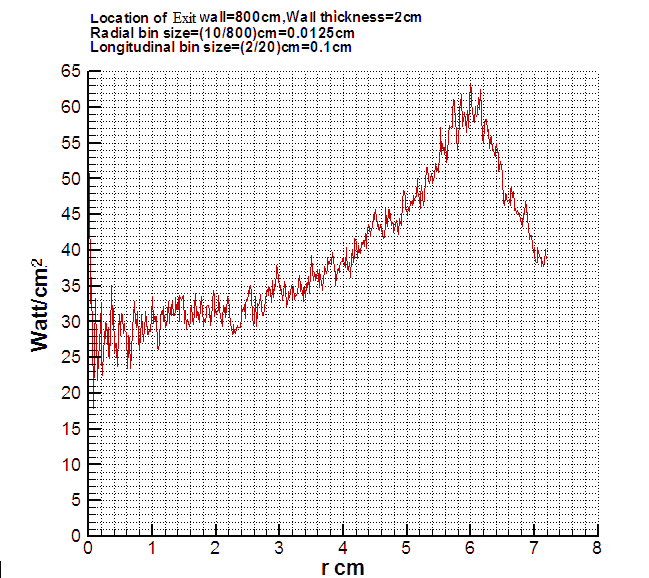 Location of Exit wall=800cm,Wall thickness=2cm
Radial bin size=(10/800)cm=0.0125cm
Longitudinal bin size=(2/20)cm=0.1cm
65
60
55
50
45
40
35
30
25
20
15
10
5
0
Watt/cm²
0 1 2 3 4 5 6 7 8
r cm